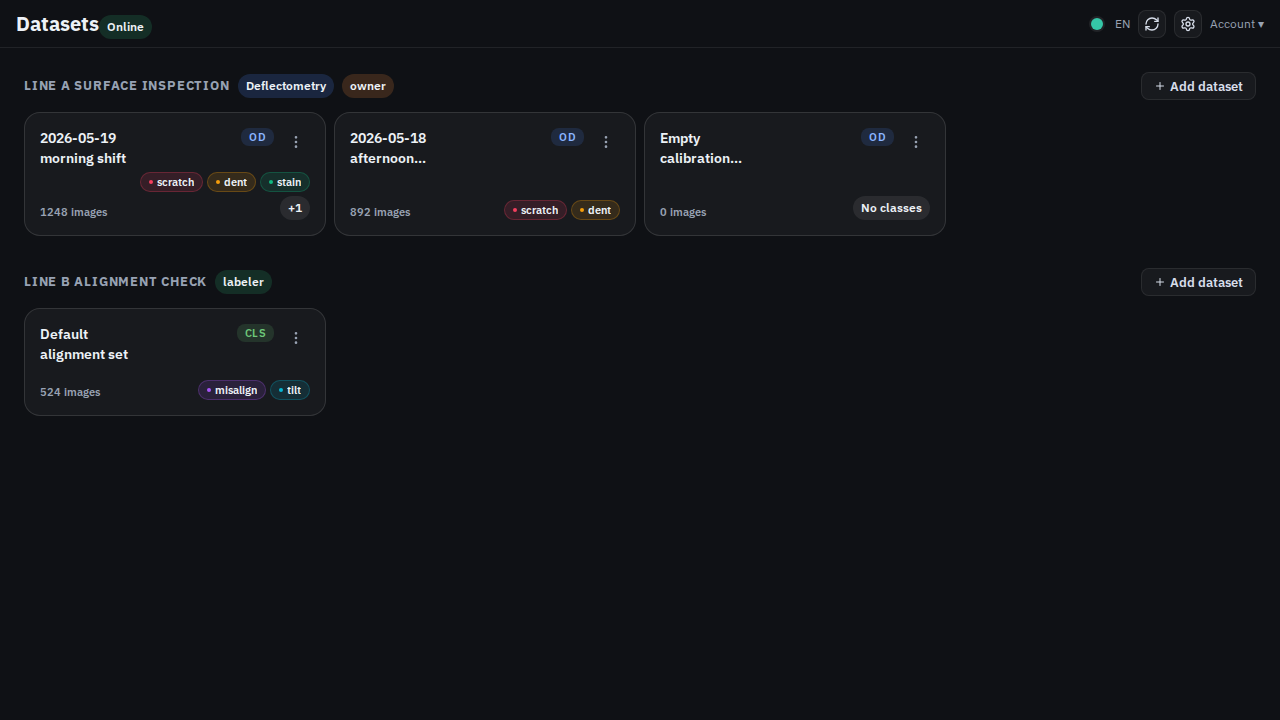 Datasets Online EN Account ▾
LINE A SURFACE INSPECTION Deflectometry owner + Add dataset
2026-05-19
morning shift
OD
scratch dent stain
1248 images +1
2026-05-18
afternoon...
OD
892 images scratch dent
Empty
calibration...
OD
0 images No classes
LINE B ALIGNMENT CHECK labeler + Add dataset
Default
alignment set
CLS
524 images misalign tilt